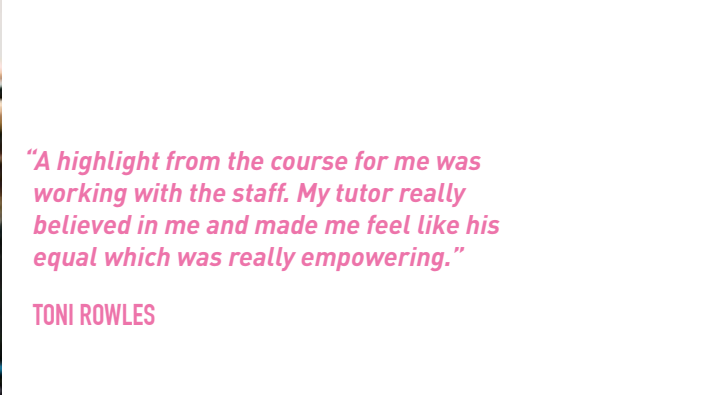 “A highlight from the course for me was
working with the staff. My tutor really
believed in me and made me feel like his
equal which was really empowering.”
TONI ROWLES